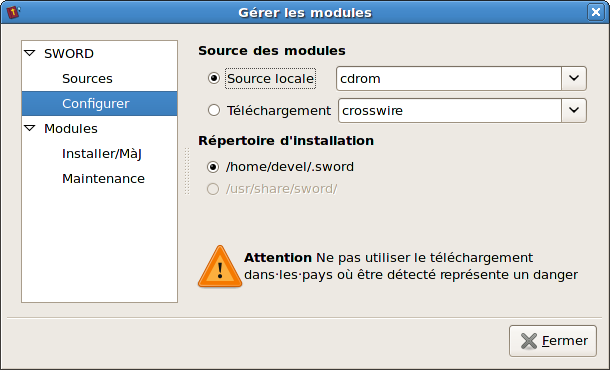 Gérer les modules
SWORD
Sources
Configurer
Modules
Installer/MàJ
Maintenance
Source des modules
Source locale
cdrom
Téléchargement
crosswire
Répertoire d'installation
/home/devel/.sword
/usr/share/sword/
Attention Ne pas utiliser le téléchargement
dans·les·pays où être détecté représente un danger
Fermer